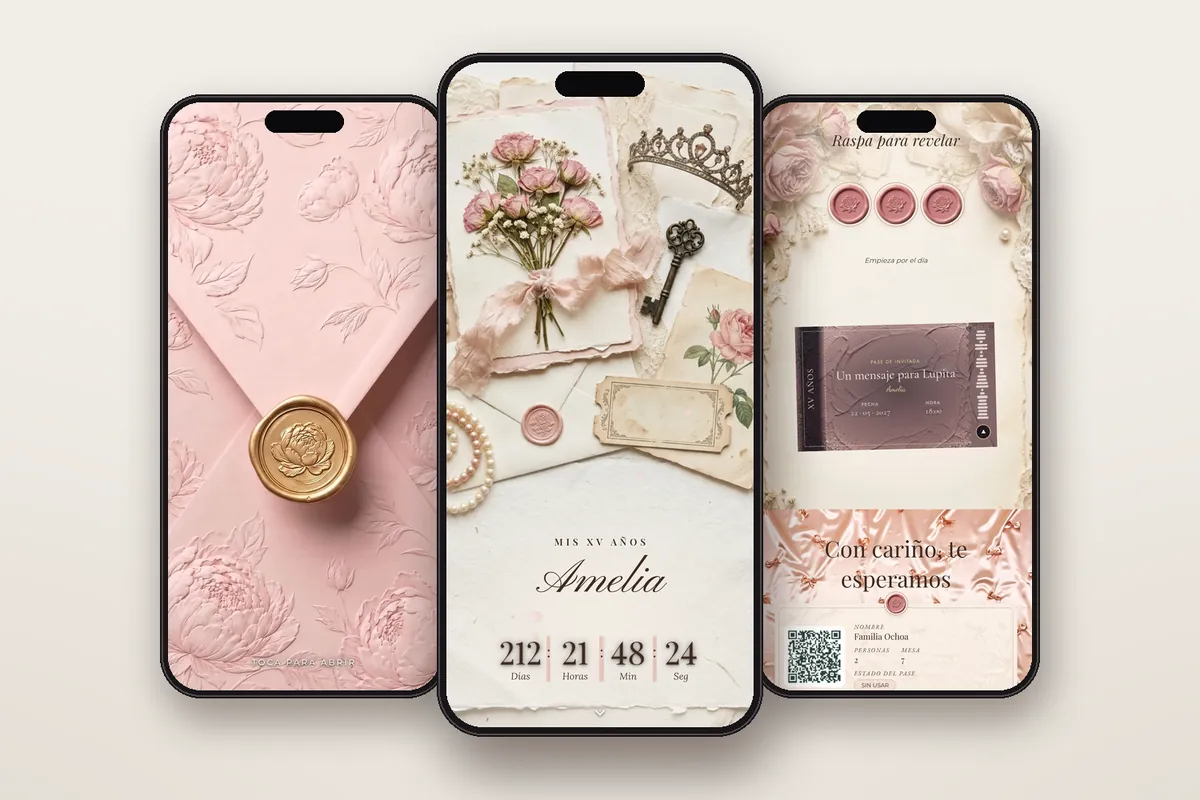 TOCA PARA ABRIR
MIS XV AÑOS
Amelia
212 : 21 : 48 : 24
Días Horas Min Seg
Raspa para revelar
Empieza por el día
XV AÑOS
PASE DE INVITADA
Un mensaje para Lupita
Amelia
FECHA HORA
22 · 05 · 2027 18:00
Con cariño, te
esperamos
NOMBRE
Familia Ochoa
PERSONAS MESA
2 7
ESTADO DEL PASE
SIN USAR